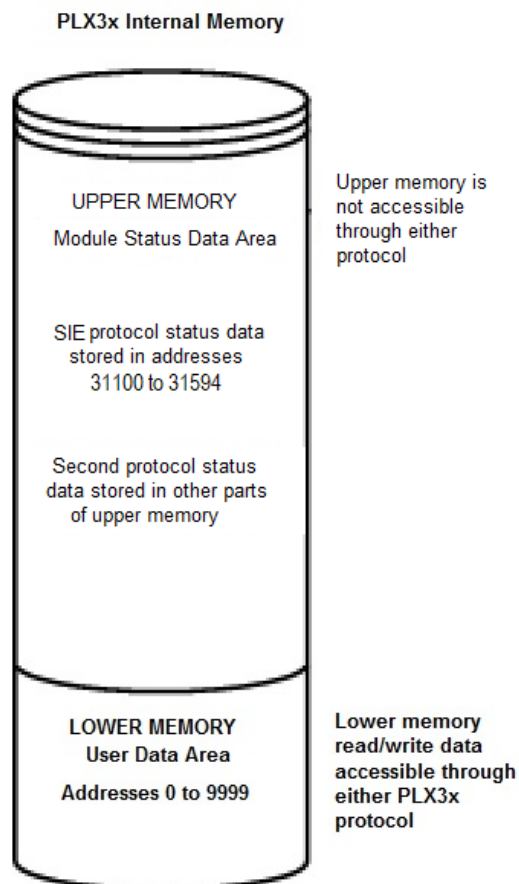 PLX3x Internal Memory
UPPER MEMORY
Module Status Data Area
Upper memory is
not accessible
through either
protocol
SIE protocol status data
stored in addresses
31100 to 31594
Second protocol status
data stored in other parts
of upper memory
LOWER MEMORY
User Data Area
Addresses 0 to 9999
Lower memory
read/write data
accessible through
either PLX3x
protocol